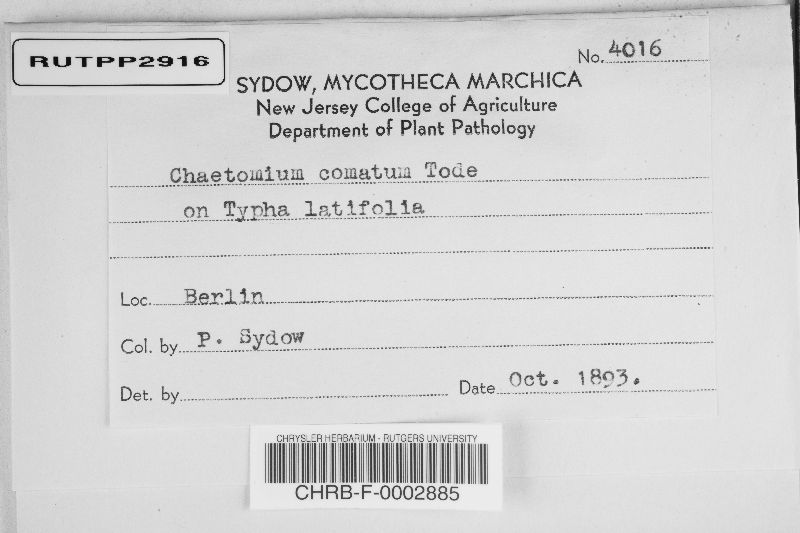 RUTPP2916
No. 4016
SYDOW, MYCOTHECA MARCHICA
New Jersey College of Agriculture
Department of Plant Pathology
Chaetomium comatum Tode
on Typha latifolia
Loc. Berlin
Col. by P. Sydow
Det. by
Date Oct. 1893.
CHRYSLER HERBARIUM - RUTGERS UNIVERSITY
CHRB-F-0002885